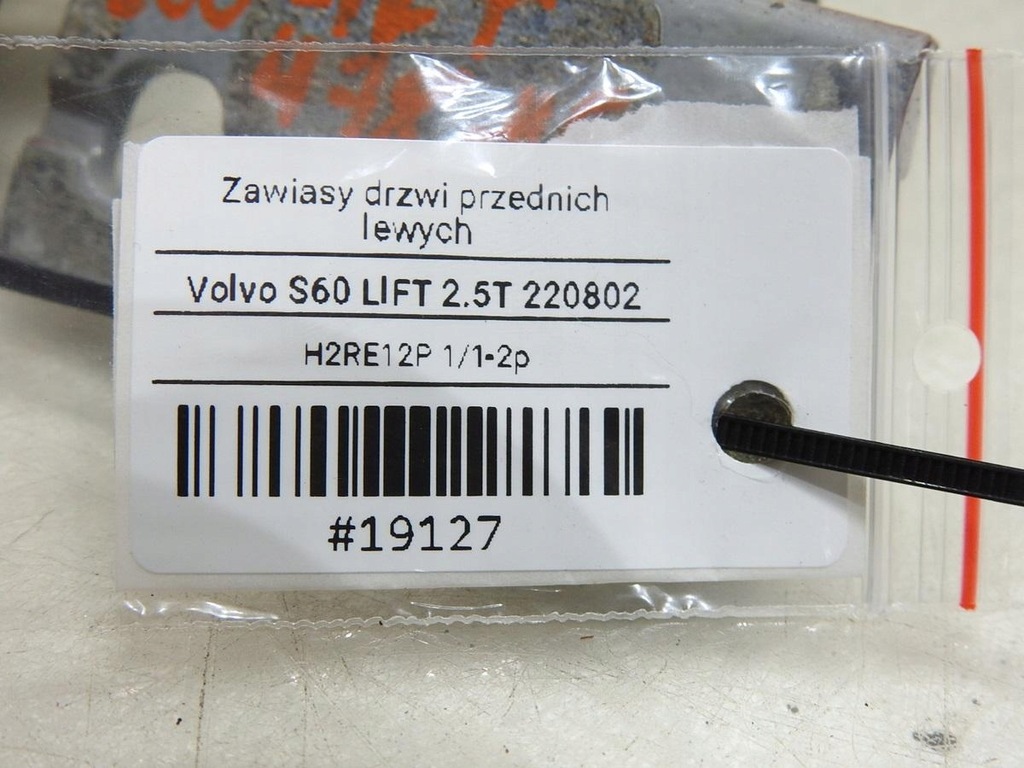 Zawiasy drzwi przednich
lewych
Volvo S60 LIFT 2.5T 220802
H2RE12P 1/1-2p
#19127